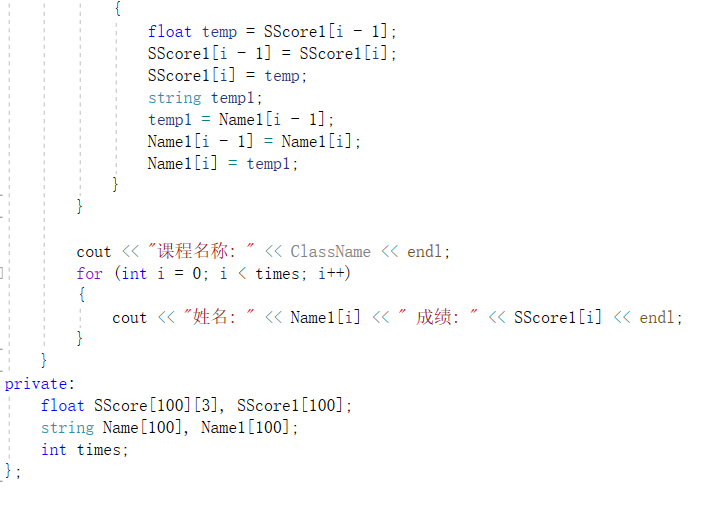 {
float temp = SScore1[i - 1];
SScore1[i - 1] = SScore1[i];
SScore1[i] = temp;
string temp1;
temp1 = Name1[i - 1];
Name1[i - 1] = Name1[i];
Name1[i] = temp1;
}
}
cout << "课程名称: " << ClassName << endl;
for (int i = 0; i < times; i++)
{
cout << "姓名: " << Name1[i] << " 成绩: " << SScore1[i] << endl;
}
}
private:
float SScore[100][3], SScore1[100];
string Name[100], Name1[100];
int times;
};